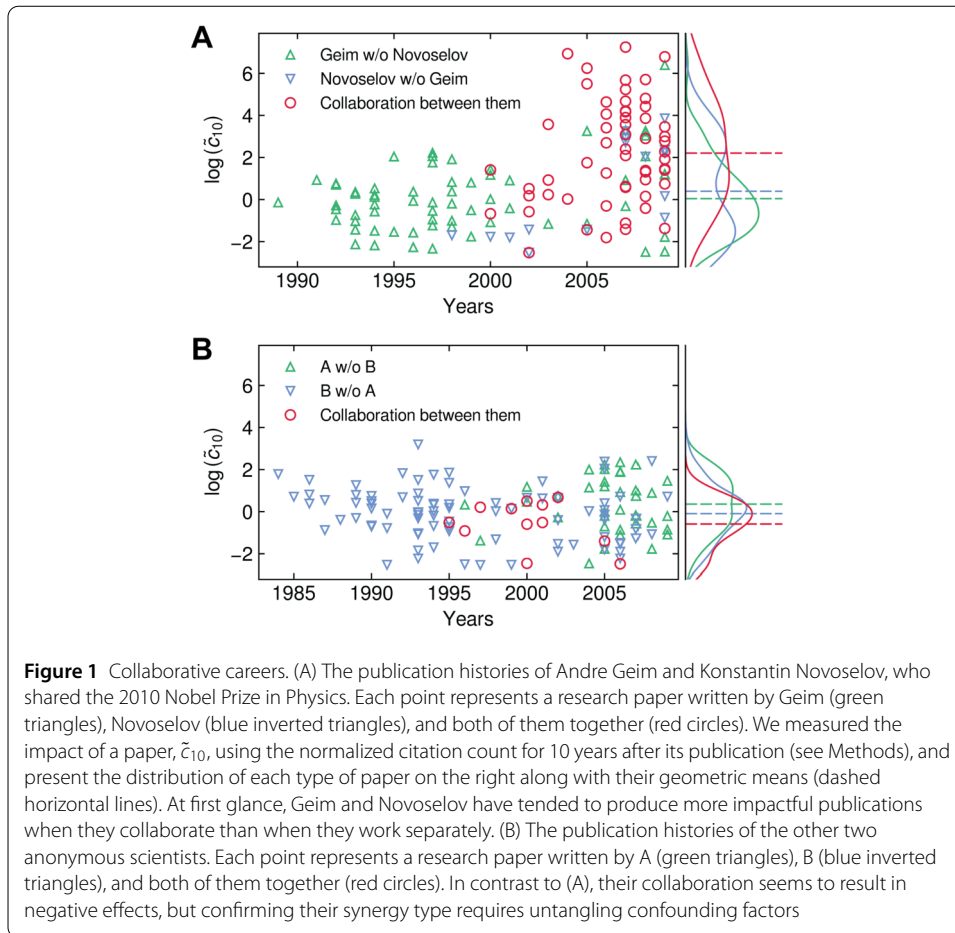 A
Geim w/o Novoselov
Novoselov w/o Geim
Collaboration between them
log(c̃₁₀)
6
4
2
0
−2
1990 1995 2000 2005
Years
B
A w/o B
B w/o A
Collaboration between them
log(c̃₁₀)
6
4
2
0
−2
1985 1990 1995 2000 2005
Years
Figure 1 Collaborative careers. (A) The publication histories of Andre Geim and Konstantin Novoselov, who
shared the 2010 Nobel Prize in Physics. Each point represents a research paper written by Geim (green
triangles), Novoselov (blue inverted triangles), and both of them together (red circles). We measured the
impact of a paper, c̃₁₀, using the normalized citation count for 10 years after its publication (see Methods), and
present the distribution of each type of paper on the right along with their geometric means (dashed
horizontal lines). At first glance, Geim and Novoselov have tended to produce more impactful publications
when they collaborate than when they work separately. (B) The publication histories of the other two
anonymous scientists. Each point represents a research paper written by A (green triangles), B (blue inverted
triangles), and both of them together (red circles). In contrast to (A), their collaboration seems to result in
negative effects, but confirming their synergy type requires untangling confounding factors